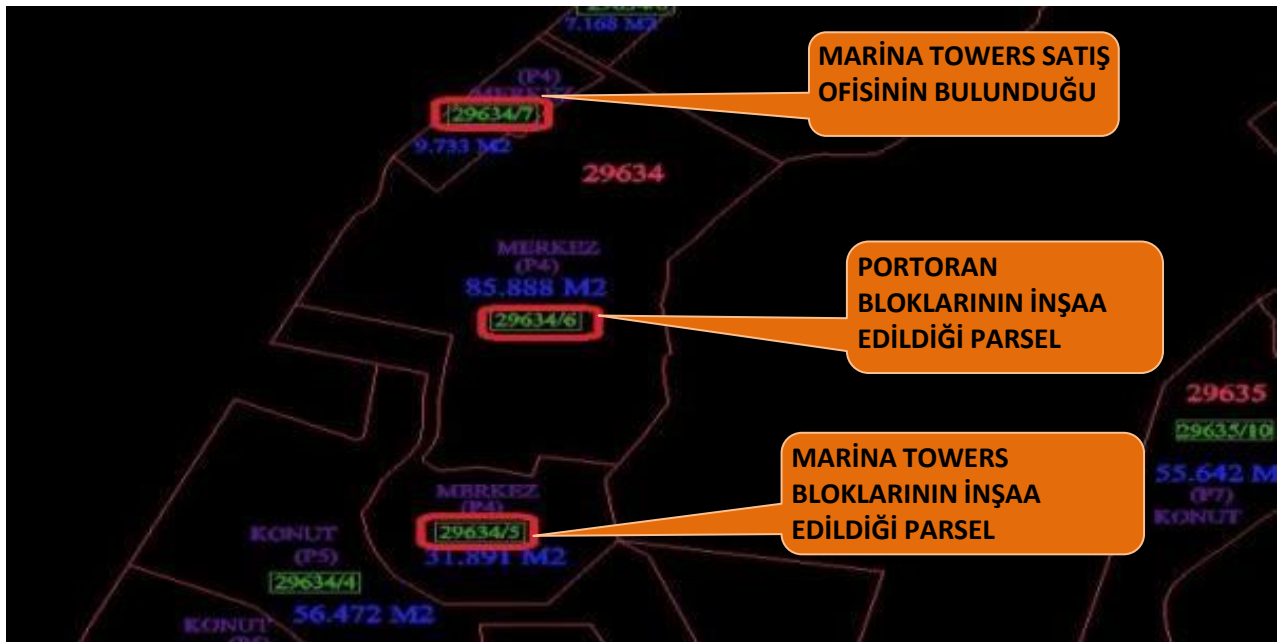 7.168 M2
MARİNA TOWERS SATIŞ
OFİSİNİN BULUNDUĞU
(P4)
MERKEZ
29634/7
9.733 M2
29634
MERKEZ
(P4)
85.888 M2
29634/6
PORTORAN
BLOKLARININ İNŞAA
EDİLDİĞİ PARSEL
29635
29635/10
55.642 M
(P7)
KONUT
MARİNA TOWERS
BLOKLARININ İNŞAA
EDİLDİĞİ PARSEL
MERKEZ
(P4)
29634/5
31.891 M2
KONUT
(P5)
29634/4
56.472 M2
KONUT